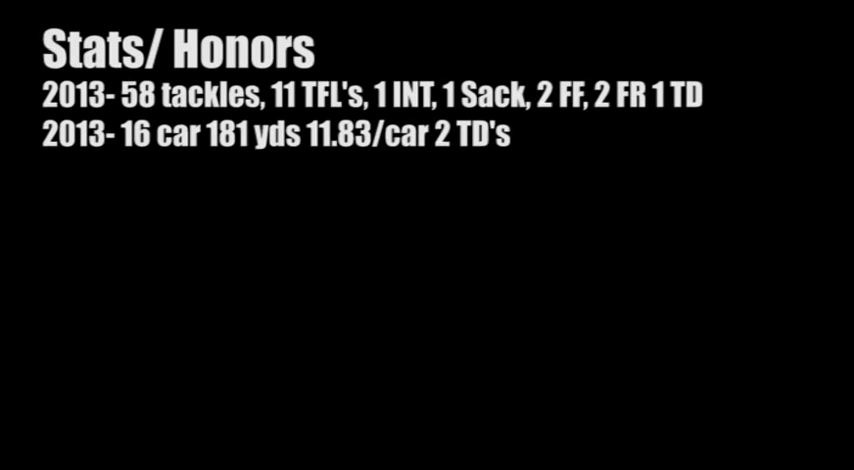 Stats/ Honors
2013- 58 tackles, 11 TFL's, 1 INT, 1 Sack, 2 FF, 2 FR 1 TD
2013- 16 car 181 yds 11.83/car 2 TD's